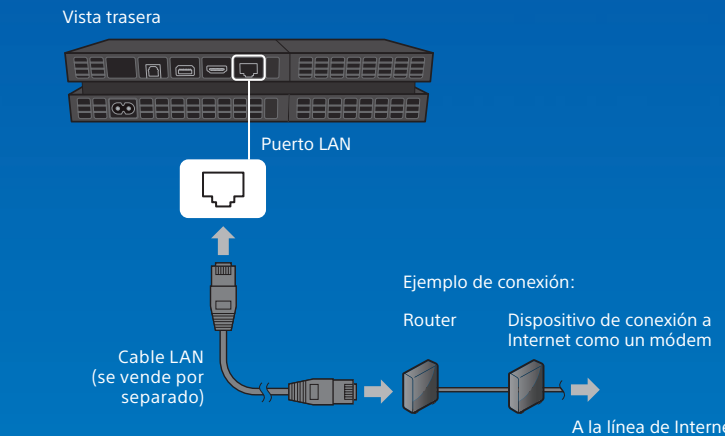 Vista trasera
Puerto LAN
Ejemplo de conexión:
Router
Dispositivo de conexión a
Internet como un módem
Cable LAN
(se vende por
separado)
A la línea de